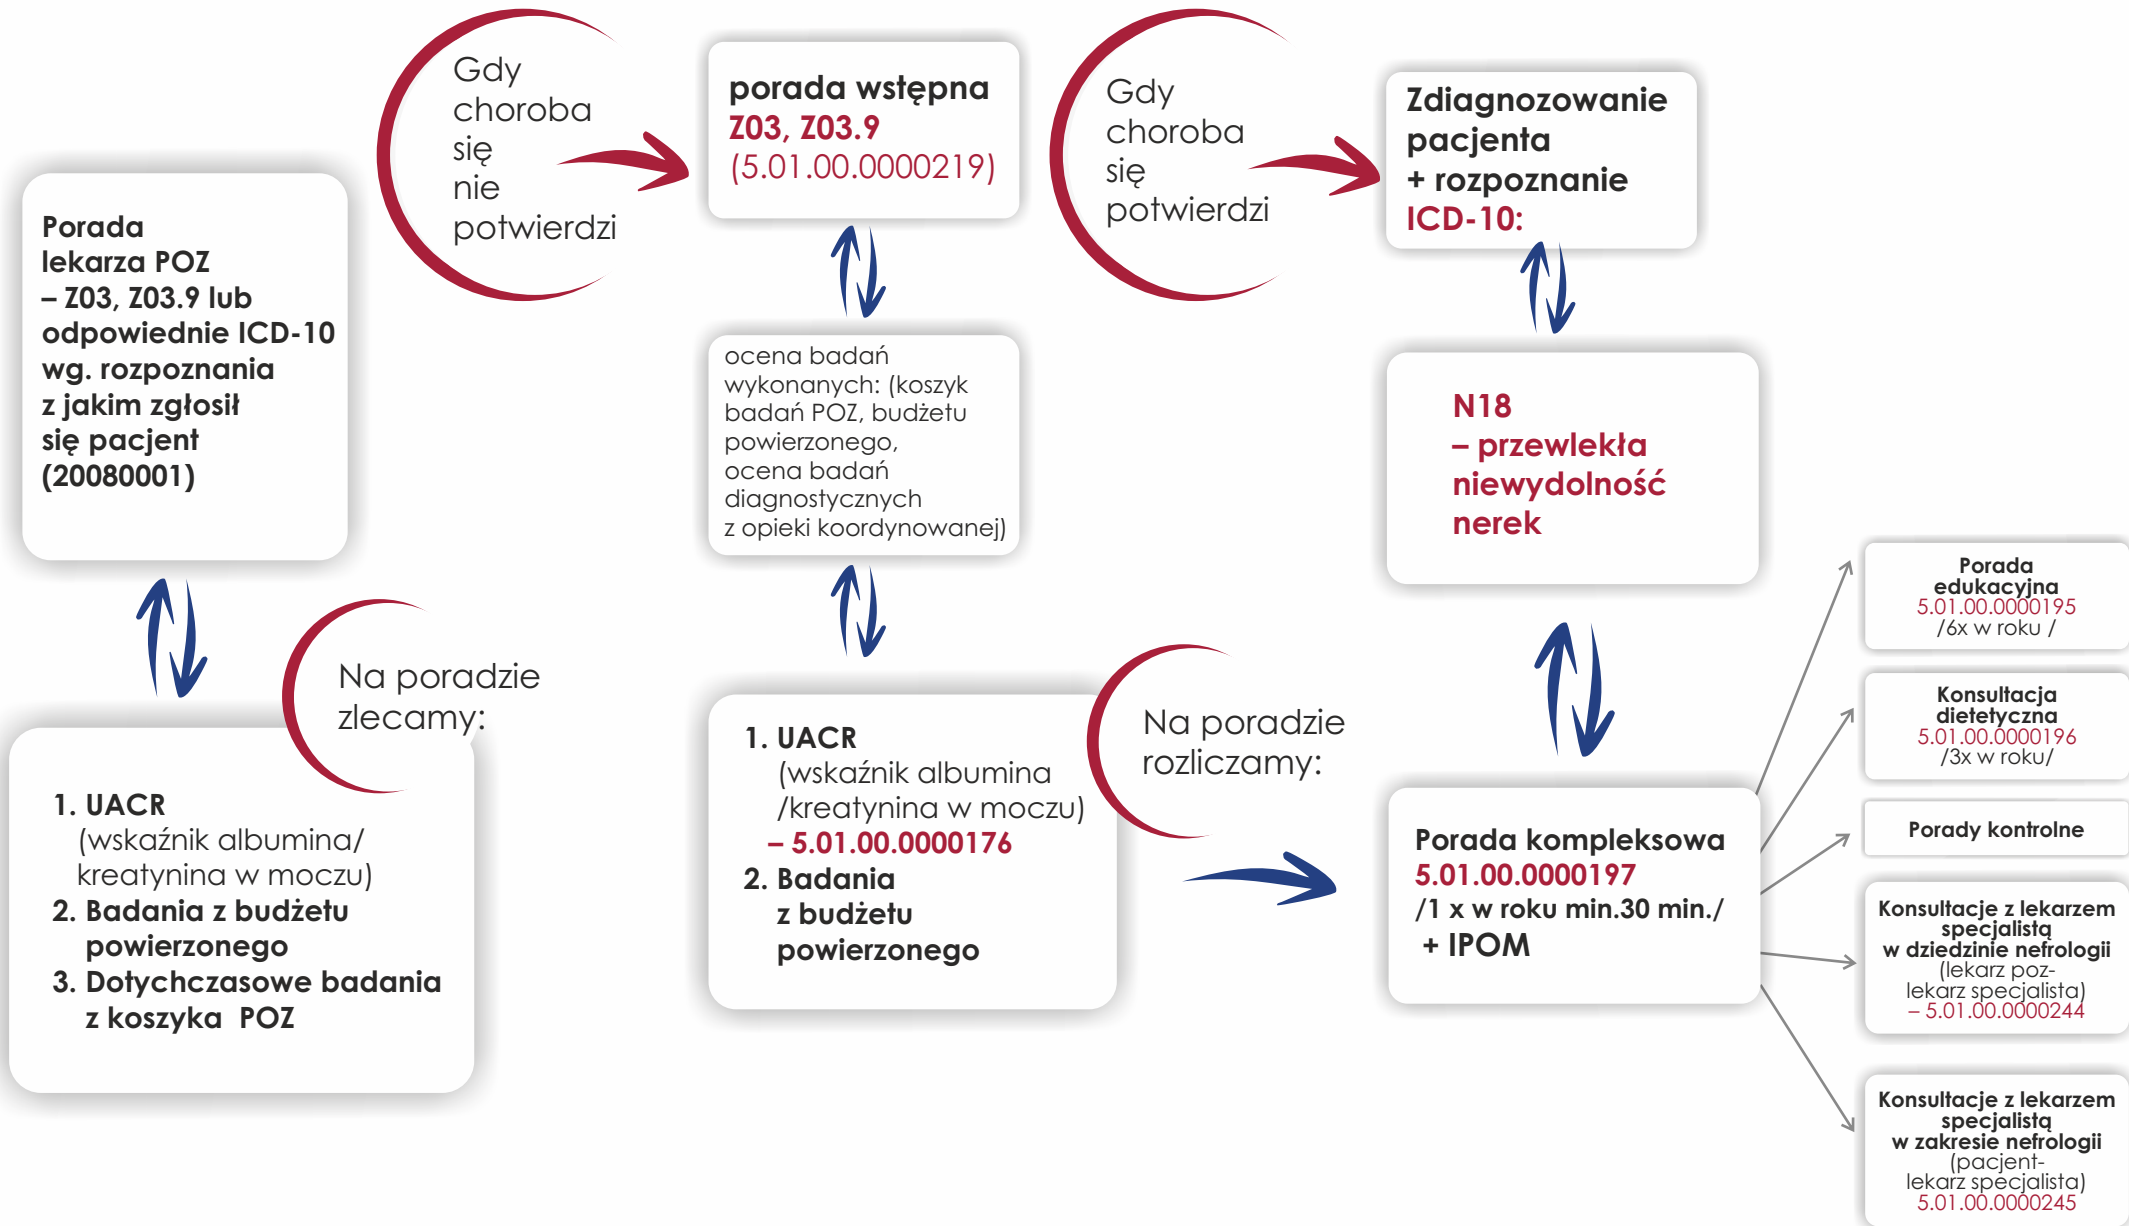 Porada
lekarza POZ
– Z03, Z03.9 lub
odpowiednie ICD-10
wg. rozpoznania
z jakim zgłosił
się pacjent
(20080001)
Na poradzie
zlecamy:
1. UACR
(wskaźnik albumina/
kreatynina w moczu)
2. Badania z budżetu
powierzonego
3. Dotychczasowe badania
z koszyka POZ
Gdy
choroba
się
nie
potwierdzi
porada wstępna
Z03, Z03.9
(5.01.00.0000219)
ocena badań
wykonanych: (koszyk
badań POZ, budżetu
powierzonego,
ocena badań
diagnostycznych
z opieki koordynowanej)
1. UACR
(wskaźnik albumina
/kreatynina w moczu)
– 5.01.00.0000176
2. Badania
z budżetu
powierzonego
Gdy
choroba
się
potwierdzi
Zdiagnozowanie
pacjenta
+ rozpoznanie
ICD-10:
N18
– przewlekła
niewydolność
nerek
Na poradzie
rozliczamy:
Porada kompleksowa
5.01.00.0000197
/1 x w roku min.30 min./
+ IPOM
Porada
edukacyjna
5.01.00.0000195
/6x w roku /
Konsultacja
dietetyczna
5.01.00.0000196
/3x w roku/
Porady kontrolne
Konsultacje z lekarzem
specjalistą
w dziedzinie nefrologii
(lekarz poz-
lekarz specjalista)
– 5.01.00.0000244
Konsultacje z lekarzem
specjalistą
w zakresie nefrologii
(pacjent-
lekarz specjalista)
5.01.00.0000245